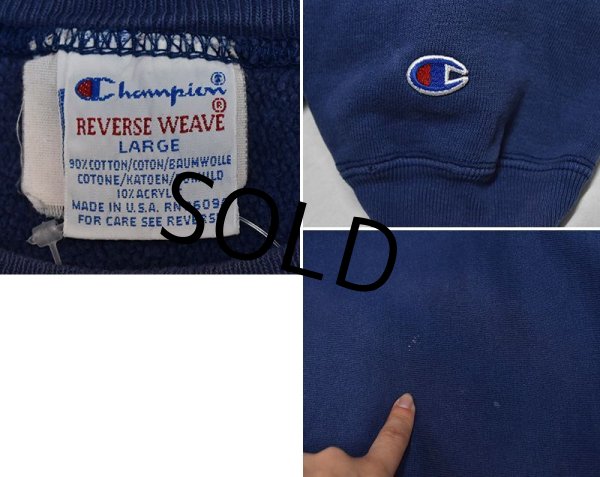 Champion
®
REVERSE WEAVE ®
LARGE
90% COTTON/COTON/BAUMWOLLE
COTONE/KATOEN/
10% ACRYL
MADE IN U.S.A. RN
FOR CARE SEE REVERSE
SOLD